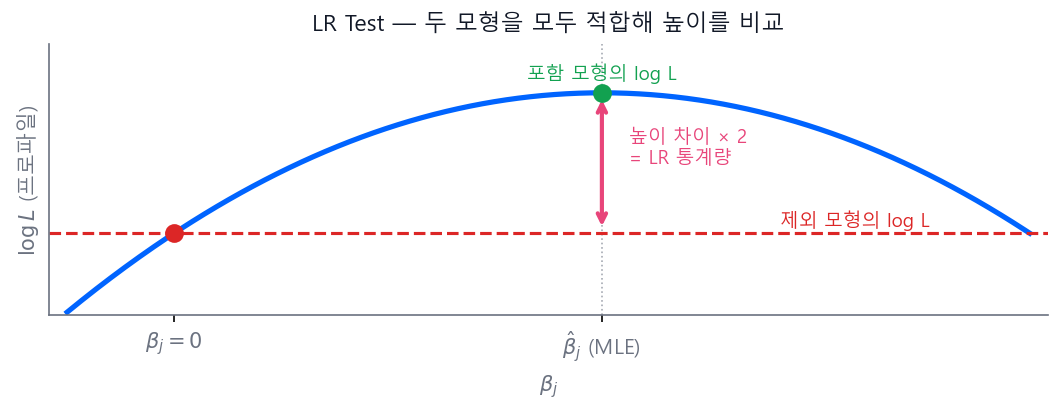 LR Test — 두 모형을 모두 적합해 높이를 비교
포함 모형의 log L
높이 차이 × 2
= LR 통계량
제외 모형의 log L
log L (프로파일)
βⱼ = 0
β̂ⱼ (MLE)
βⱼ